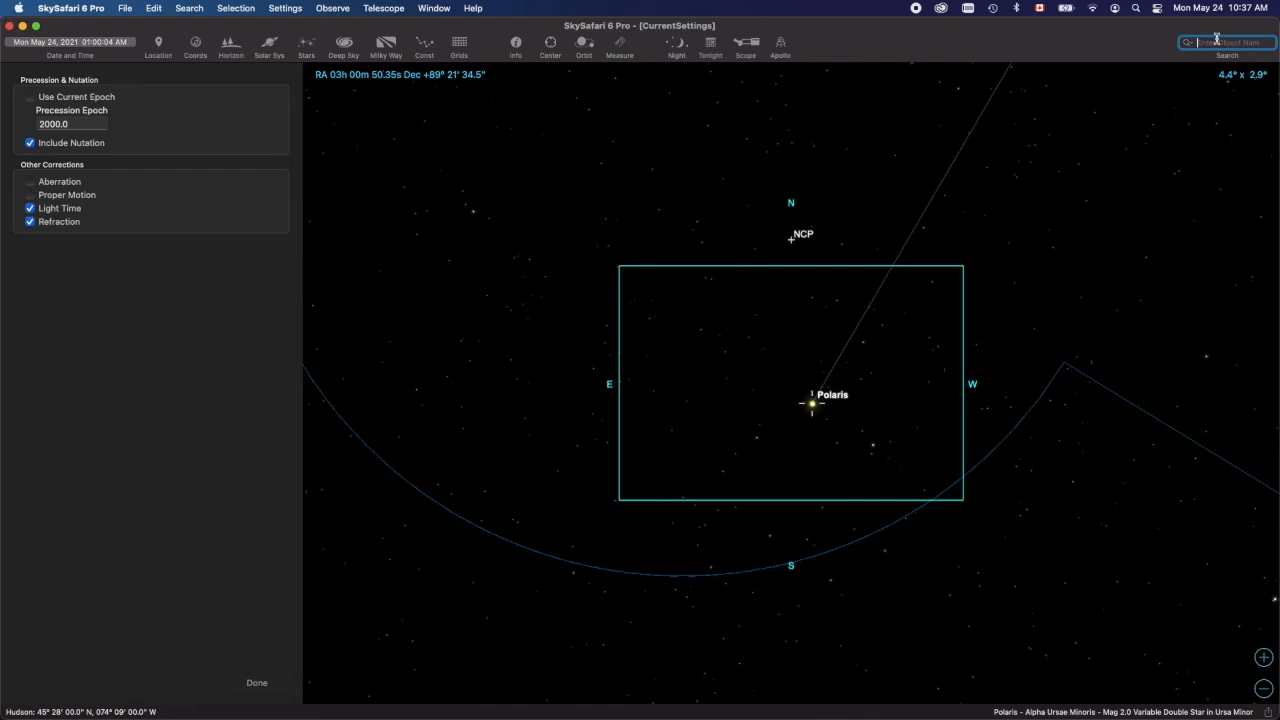 SkySafari 6 Pro File Edit Search Selection Settings Observe Telescope Window Help Mon May 24 10:37 AM
SkySafari 6 Pro - [CurrentSettings]
Mon May 24, 2021 01:00:04 AM
Date and Time Location Coords Horizon Solar Sys Stars Deep Sky Milky Way Const Grids Info Center Orbit Measure Night Tonight Scope Apollo Search
RA 03h 00m 50.35s Dec +89° 21' 34.5"
4.4° x 2.9°
Precession & Nutation
Use Current Epoch
Precession Epoch
2000.0
Include Nutation
Other Corrections
Aberration
Proper Motion
Light Time
Refraction
N
NCP
E
W
Polaris
S
Done
Hudson: 45° 28' 00.0" N, 074° 09' 00.0" W
Polaris - Alpha Ursae Minoris - Mag 2.0 Variable Double Star in Ursa Minor